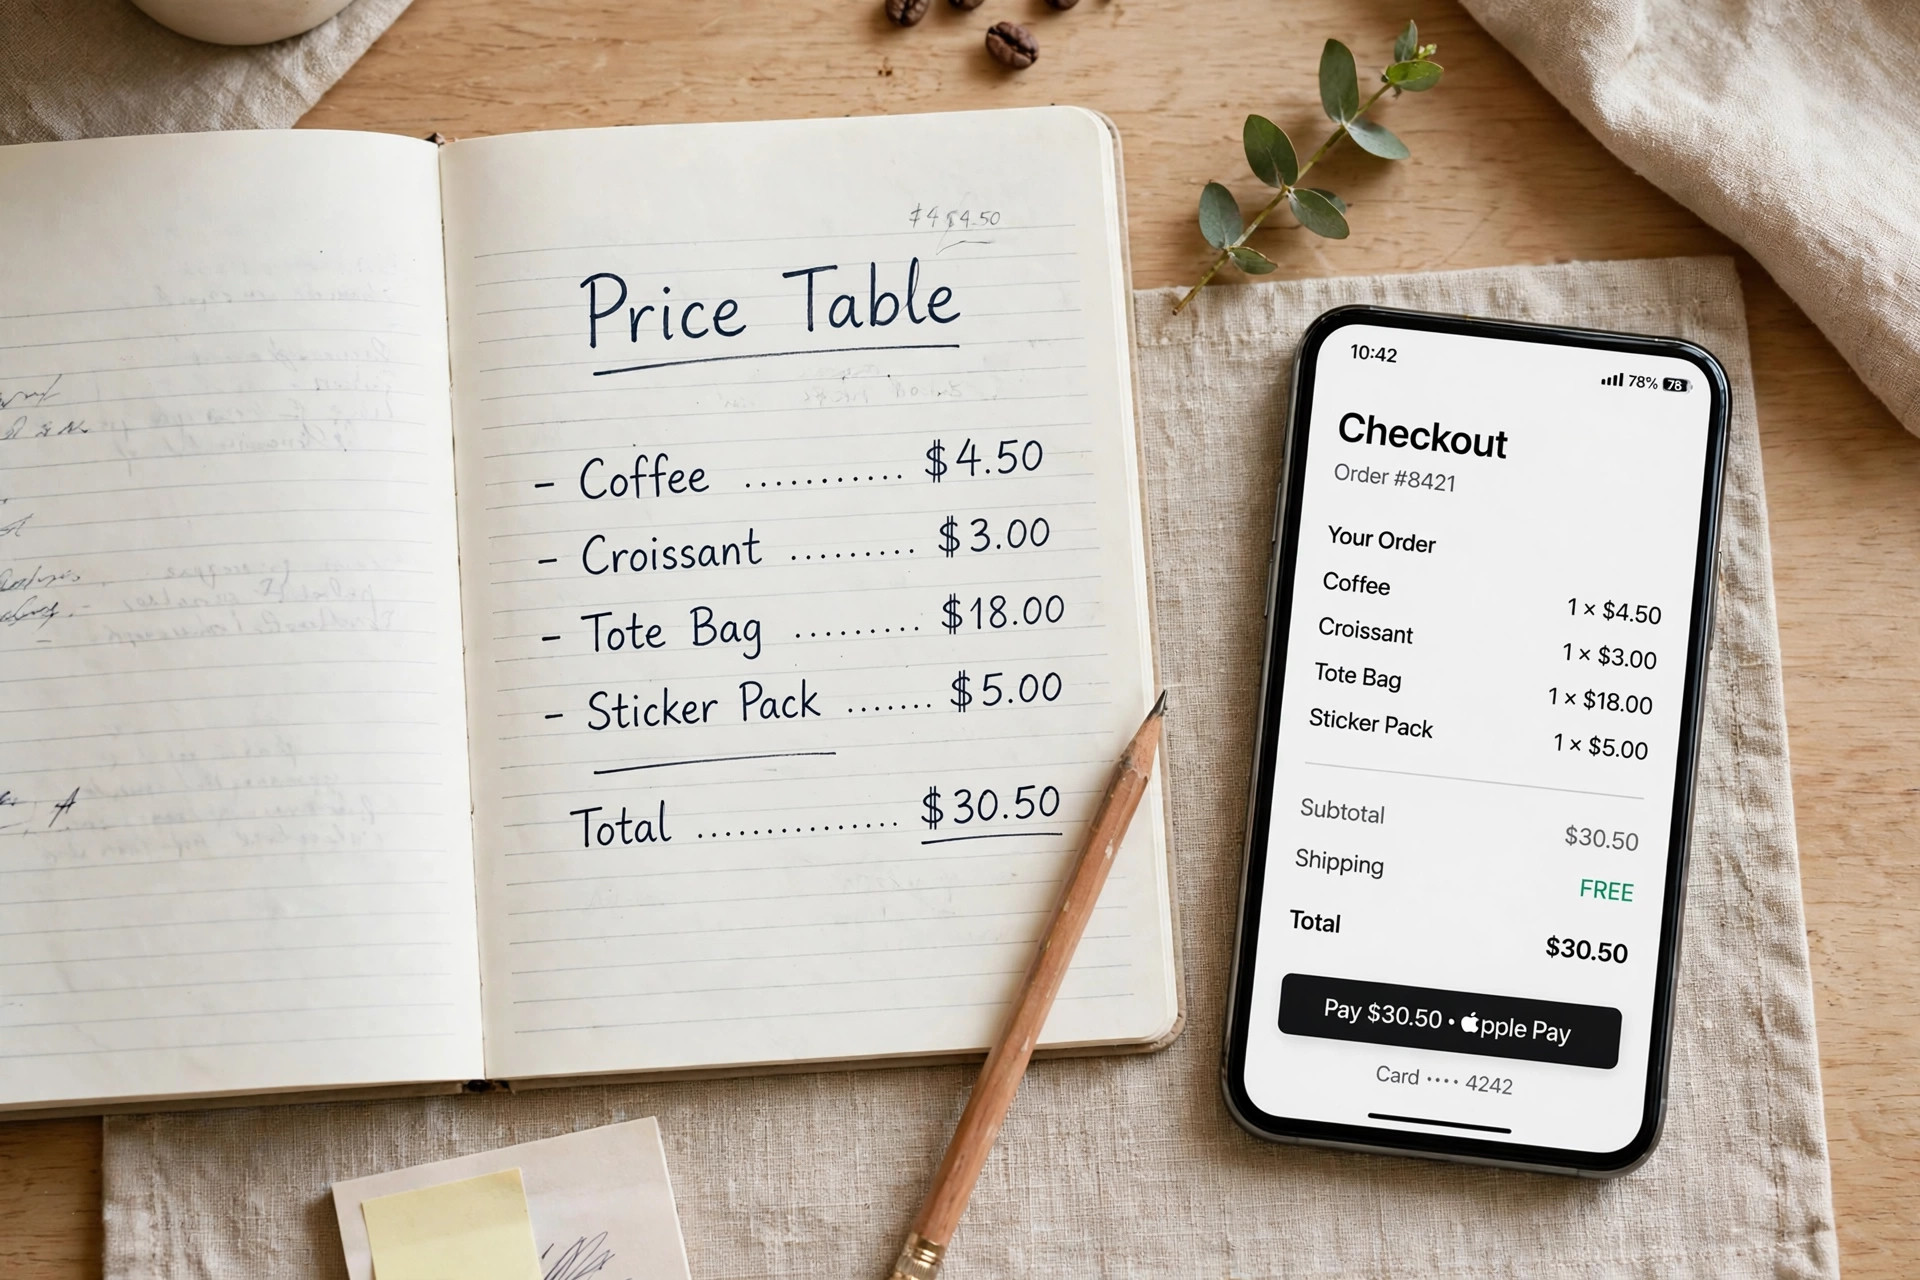 $4 $4.50
Price Table
- Coffee ........... $4.50
- Croissant ......... $3.00
- Tote Bag ......... $18.00
- Sticker Pack ....... $5.00
Total ............... $30.50
10:42
78% 78
Checkout
Order #8421
Your Order
Coffee 1 × $4.50
Croissant 1 × $3.00
Tote Bag 1 × $18.00
Sticker Pack 1 × $5.00
Subtotal $30.50
Shipping FREE
Total $30.50
Pay $30.50 • pple Pay
Card •••• 4242